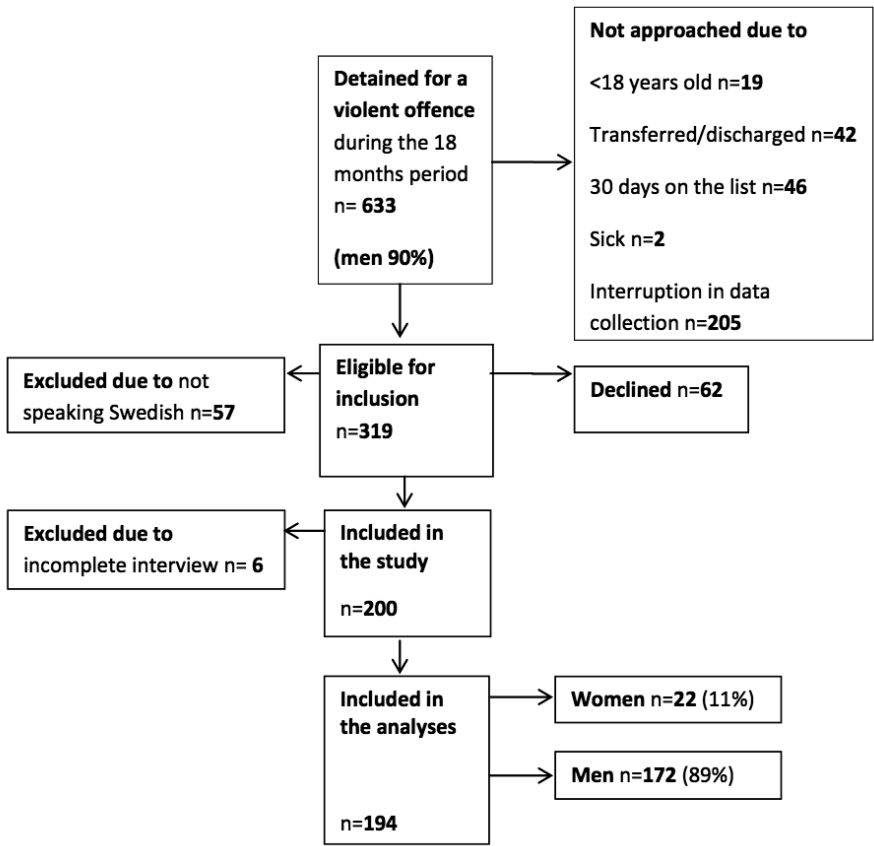 Detained for a
violent offence
during the 18
months period
n= 633
(men 90%)
Not approached due to
<18 years old n=19
Transferred/discharged n=42
30 days on the list n=46
Sick n=2
Interruption in data
collection n=205
Eligible for
inclusion
n=319
Excluded due to not
speaking Swedish n=57
Declined n=62
Included in
the study
n=200
Excluded due to
incomplete interview n= 6
Included in
the analyses
n=194
Women n=22 (11%)
Men n=172 (89%)